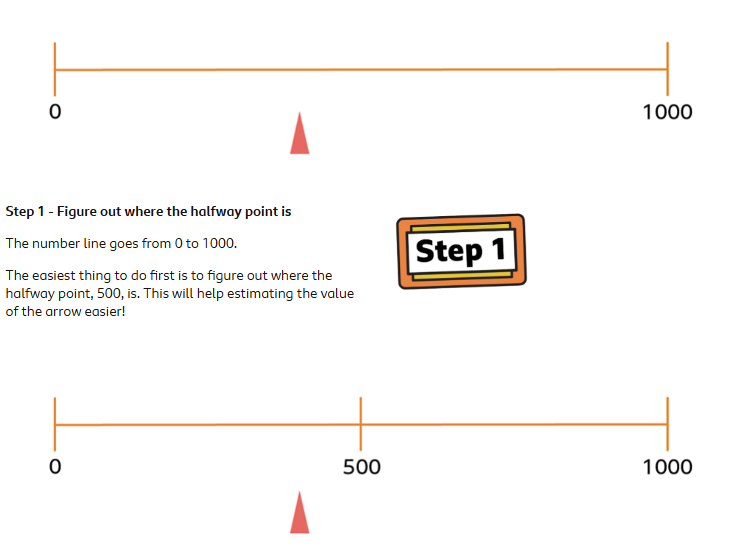 0 1000
Step 1 - Figure out where the halfway point is
The number line goes from 0 to 1000.
Step 1
The easiest thing to do first is to figure out where the
halfway point, 500, is. This will help estimating the value
of the arrow easier!
0 500 1000